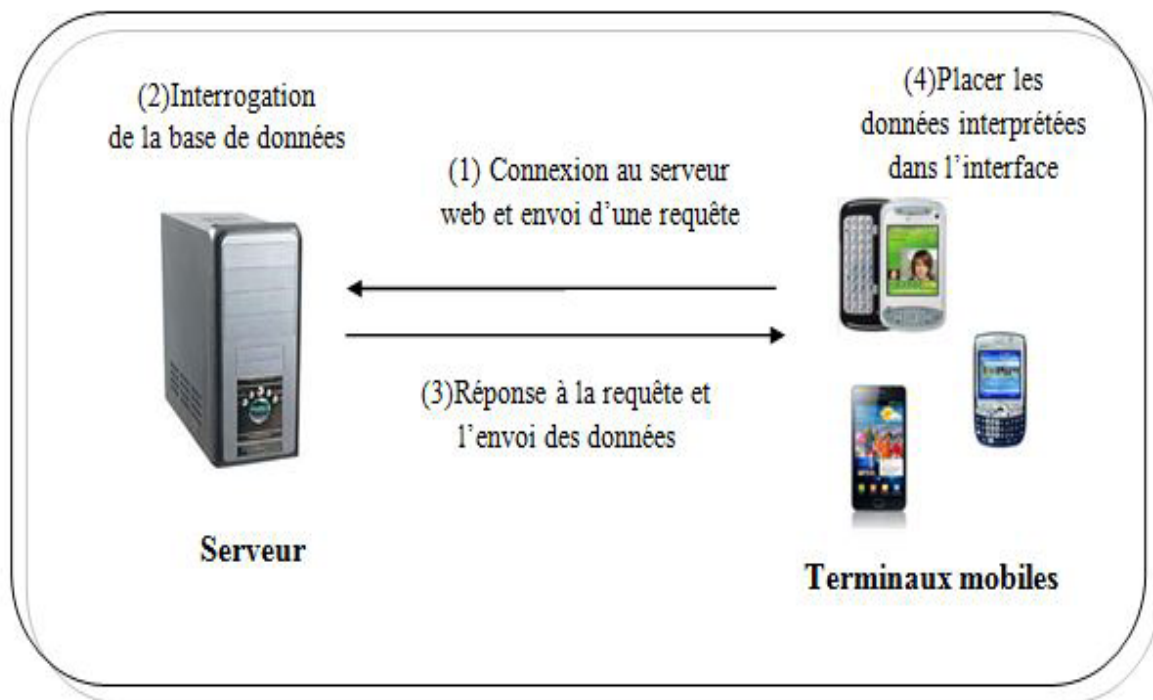 (2)Interrogation
de la base de données
(4)Placer les
données interprétées
dans l’interface
(1) Connexion au serveur
web et envoi d’une requête
(3)Réponse à la requête et
l’envoi des données
Serveur
Terminaux mobiles